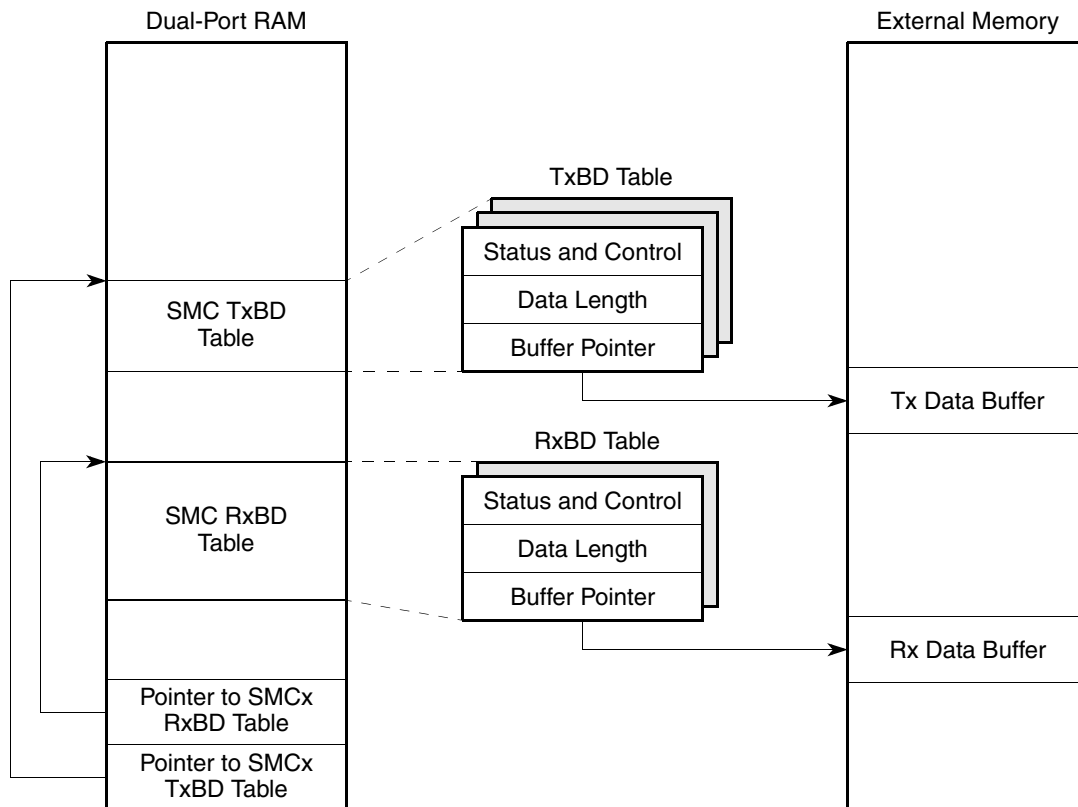 Dual-Port RAM
External Memory
TxBD Table
Status and Control
Data Length
Buffer Pointer
SMC TxBD
Table
Tx Data Buffer
RxBD Table
Status and Control
Data Length
Buffer Pointer
SMC RxBD
Table
Rx Data Buffer
Pointer to SMCx
RxBD Table
Pointer to SMCx
TxBD Table